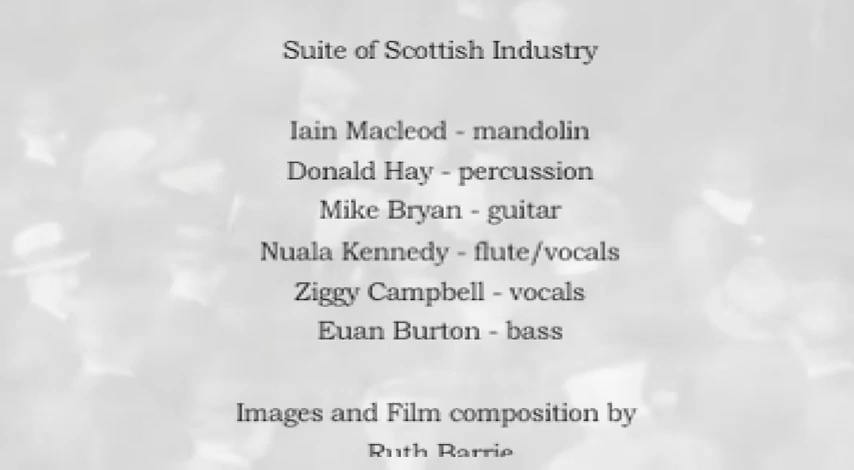 Suite of Scottish Industry
Iain Macleod - mandolin
Donald Hay - percussion
Mike Bryan - guitar
Nuala Kennedy - flute/vocals
Ziggy Campbell - vocals
Euan Burton - bass
Images and Film composition by
Ruth Barrie